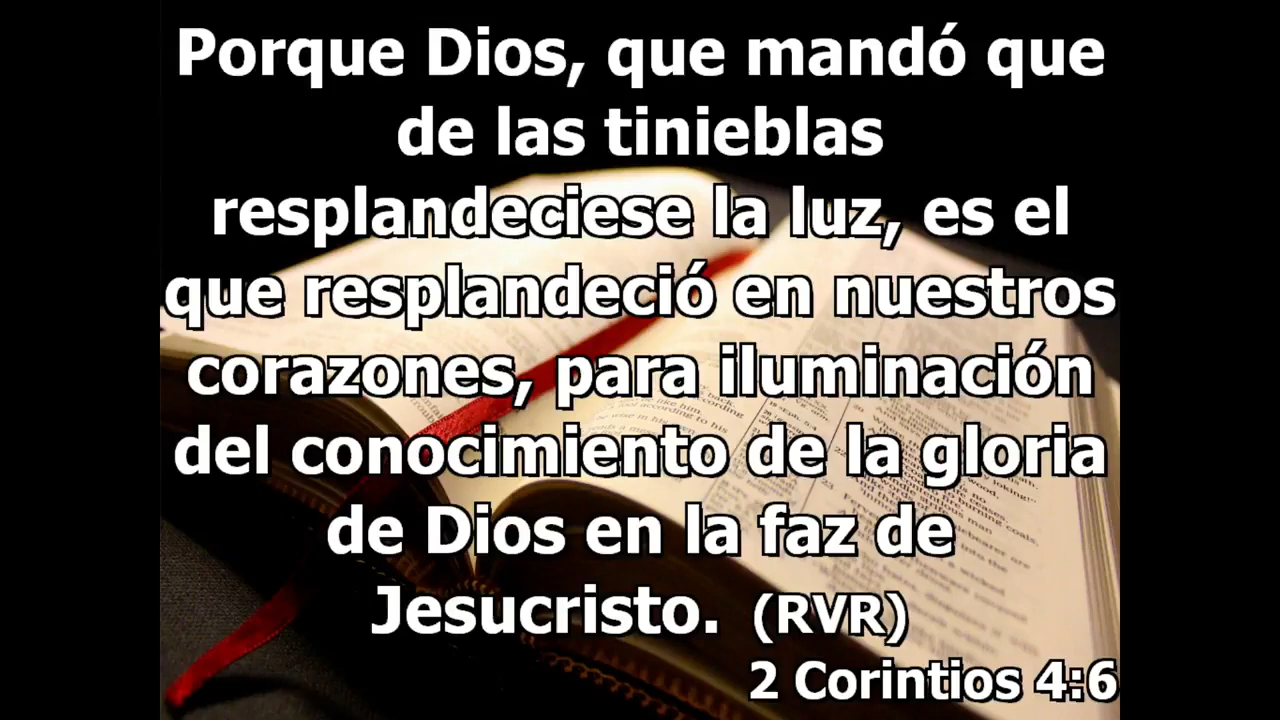 Porque Dios, que mandó que
de las tinieblas
resplandeciese la luz, es el
que resplandeció en nuestros
corazones, para iluminación
del conocimiento de la gloria
de Dios en la faz de
Jesucristo. (RVR)
2 Corintios 4:6